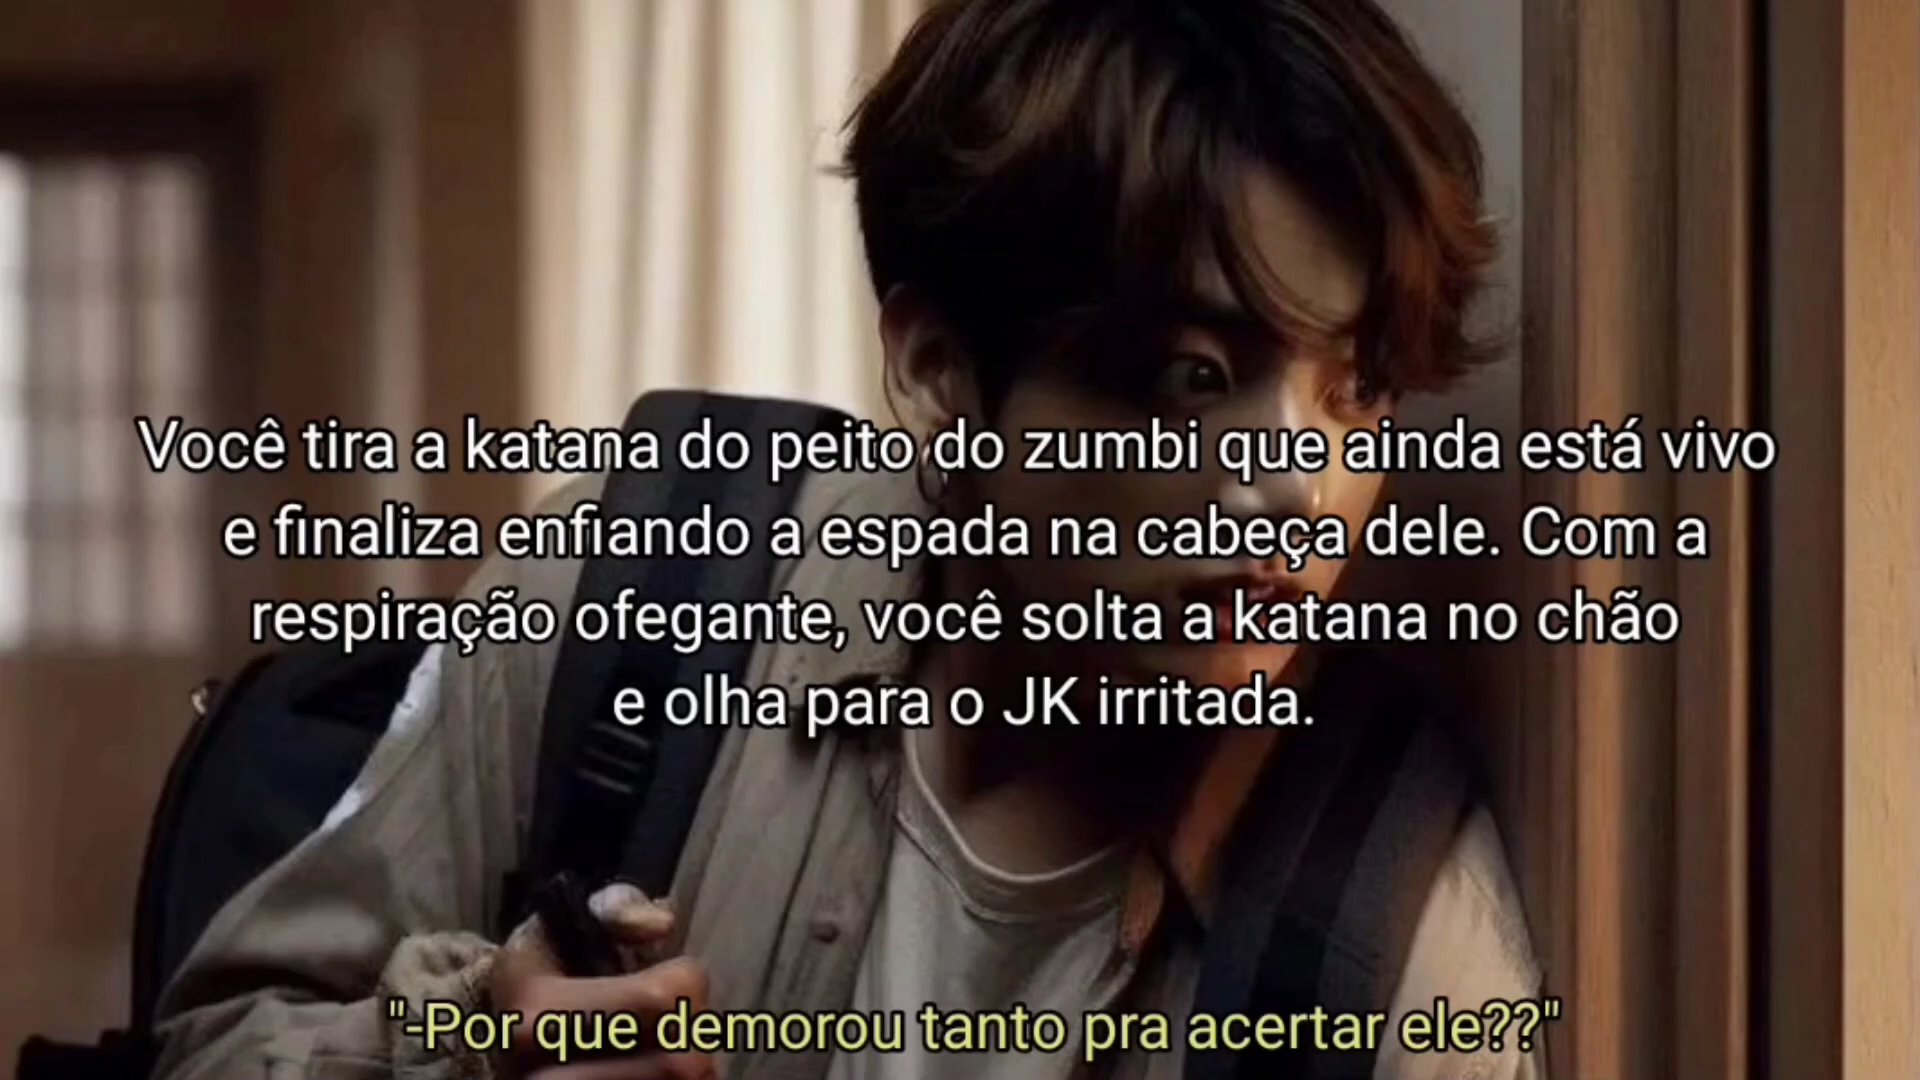 Você tira a katana do peito do zumbi que ainda está vivo
e finaliza enfiando a espada na cabeça dele. Com a
respiração ofegante, você solta a katana no chão
e olha para o JK irritada.
"-Por que demorou tanto pra acertar ele??"